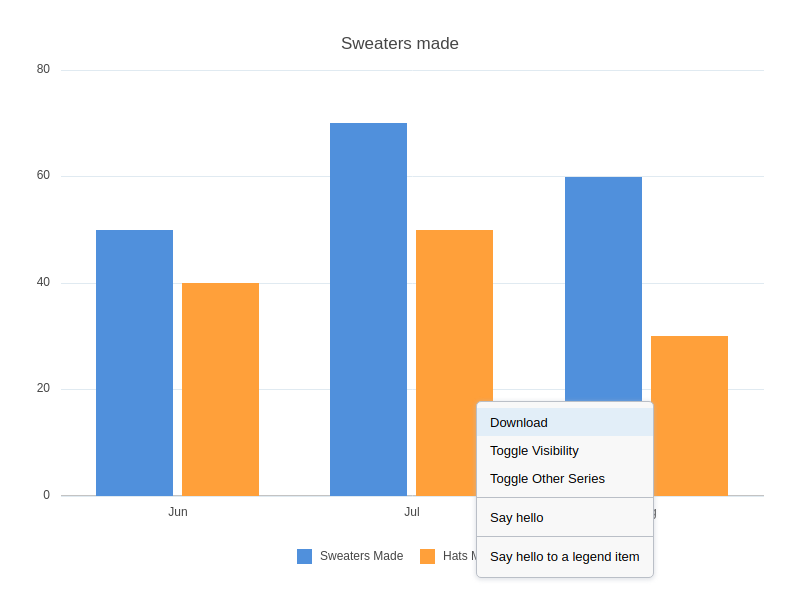 Sweaters made
80
60
40
20
0
Jun
Jul
Sweaters Made
Hats
Download
Toggle Visibility
Toggle Other Series
Say hello
Say hello to a legend item